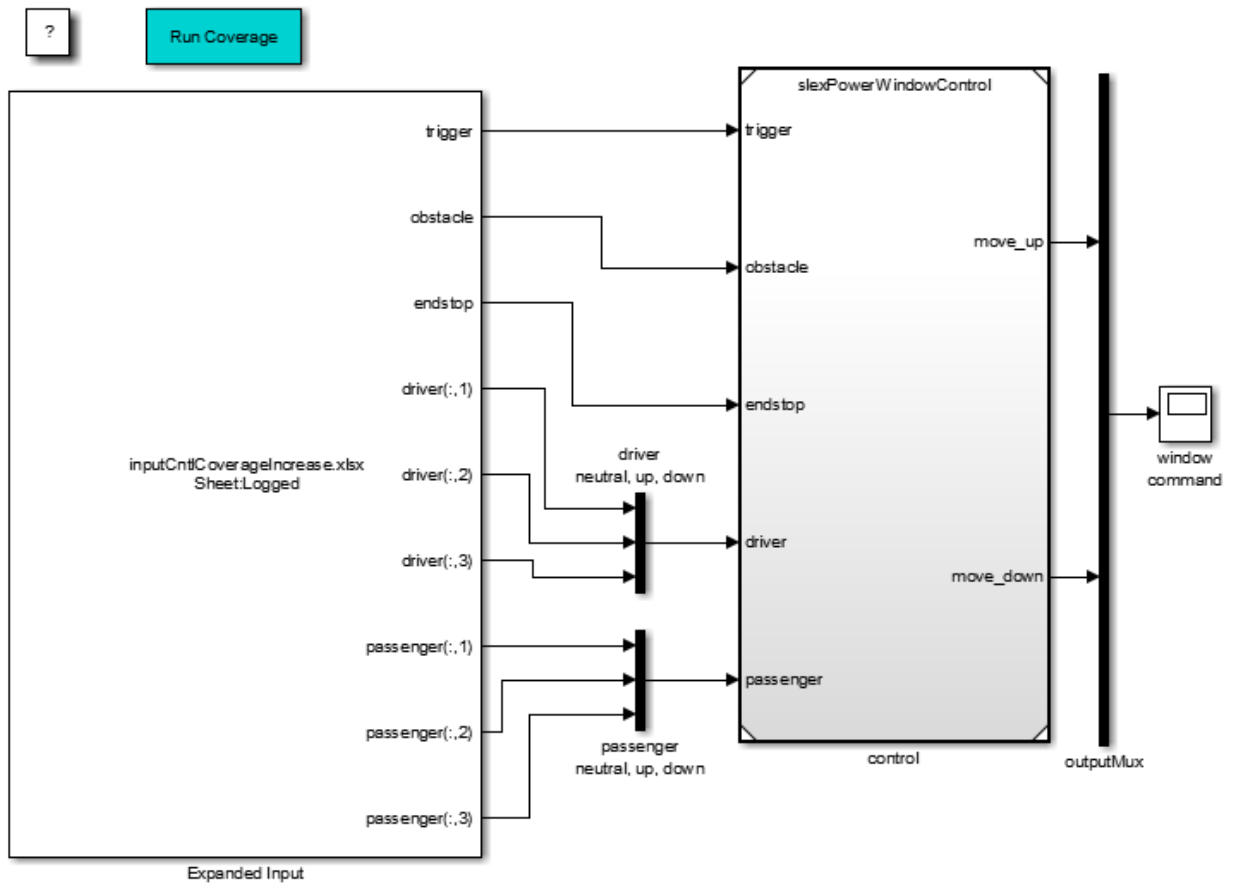 ?
Run Coverage
trigger
obstacle
endstop
driver(:,1)
driver(:,2)
driver(:,3)
passenger(:,1)
passenger(:,2)
passenger(:,3)
inputCntlCoverageIncrease.xlsx
Sheet:Logged
Expanded Input
driver
neutral, up, down
passenger
neutral, up, down
slexPowerWindowControl
trigger
obstacle
endstop
driver
passenger
move_up
move_down
control
outputMux
window
command